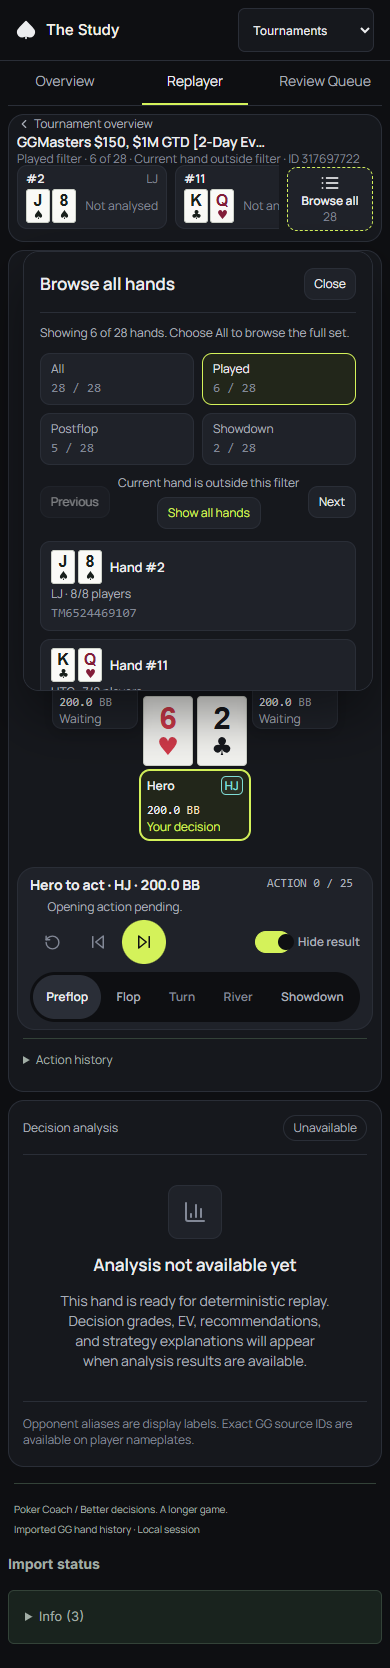 The Study
Tournaments
Overview
Replayer
Review Queue
Tournament overview
GGMasters $150, $1M GTD [2-Day Ev...
Played filter · 6 of 28 · Current hand outside filter · ID 317697722
#2 LJ
J 8 Not analysed
#11
K Q Not an
Browse all
28
Browse all hands
Close
Showing 6 of 28 hands. Choose All to browse the full set.
All
28 / 28
Played
6 / 28
Postflop
5 / 28
Showdown
2 / 28
Current hand is outside this filter
Previous
Show all hands
Next
J 8 Hand #2
LJ · 8/8 players
TM6524469107
K Q Hand #11
200.0 BB
Waiting
6 2
200.0 BB
Waiting
Hero HJ
200.0 BB
Your decision
Hero to act · HJ · 200.0 BB
ACTION 0 / 25
Opening action pending.
Hide result
Preflop
Flop
Turn
River
Showdown
Action history
Decision analysis
Unavailable
Analysis not available yet
This hand is ready for deterministic replay.
Decision grades, EV, recommendations,
and strategy explanations will appear
when analysis results are available.
Opponent aliases are display labels. Exact GG source IDs are
available on player nameplates.
Poker Coach / Better decisions. A longer game.
Imported GG hand history · Local session
Import status
Info (3)